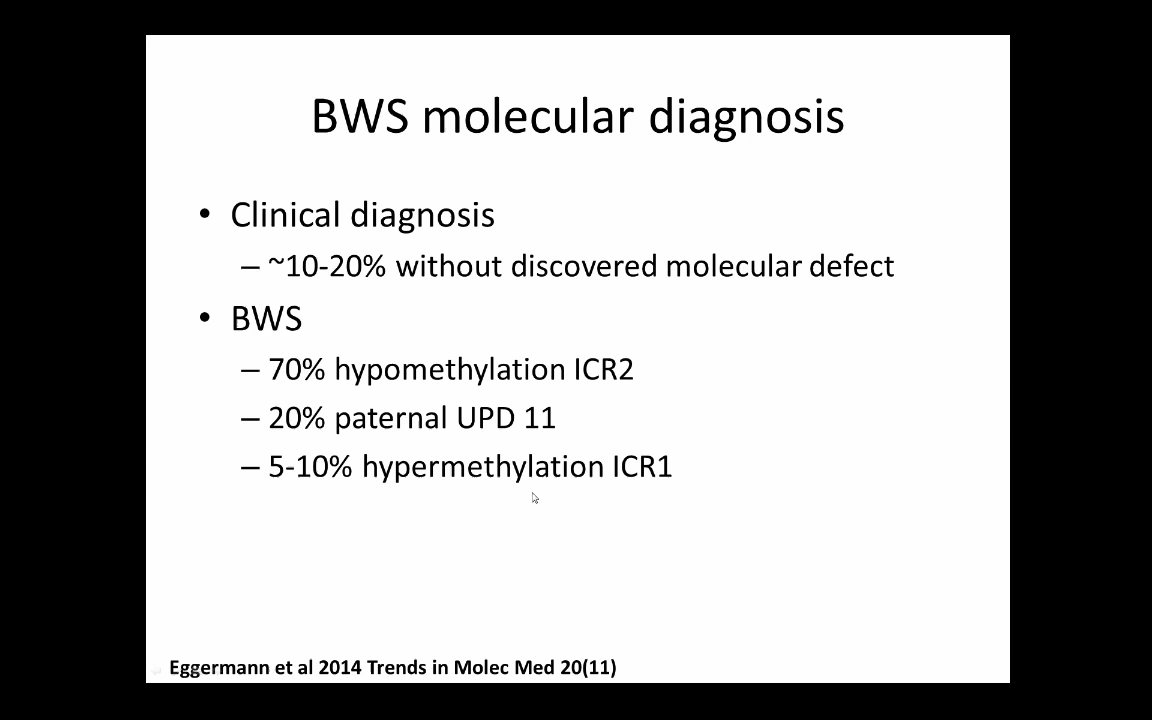 BWS molecular diagnosis
• Clinical diagnosis
– ~10-20% without discovered molecular defect
• BWS
– 70% hypomethylation ICR2
– 20% paternal UPD 11
– 5-10% hypermethylation ICR1
Eggermann et al 2014 Trends in Molec Med 20(11)